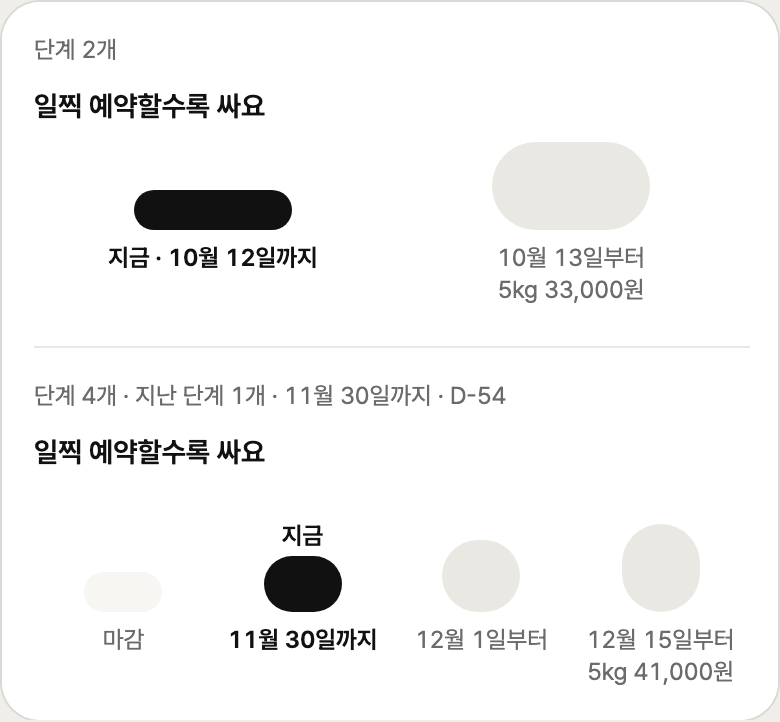 단계 2개
일찍 예약할수록 싸요
지금 · 10월 12일까지
10월 13일부터
5kg 33,000원
단계 4개 · 지난 단계 1개 · 11월 30일까지 · D-54
일찍 예약할수록 싸요
지금
마감
11월 30일까지
12월 1일부터
12월 15일부터
5kg 41,000원